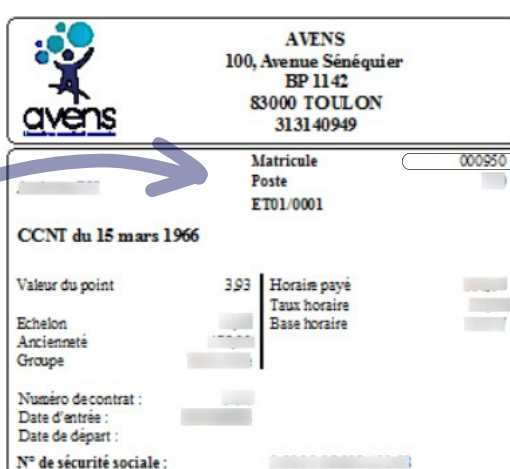 avens
AVENS
100, Avenue Sénéquier
BP 1142
83000 TOULON
313140949
Matricule 000950
Poste
ET01/0001
CCNT du 15 mars 1966
Valeur du point 3,93
Horaire payé
Taux horaire
Base horaire
Echelon
Ancienneté
Groupe
Numéro de contrat :
Date d'entrée :
Date de départ :
N° de sécurité sociale :